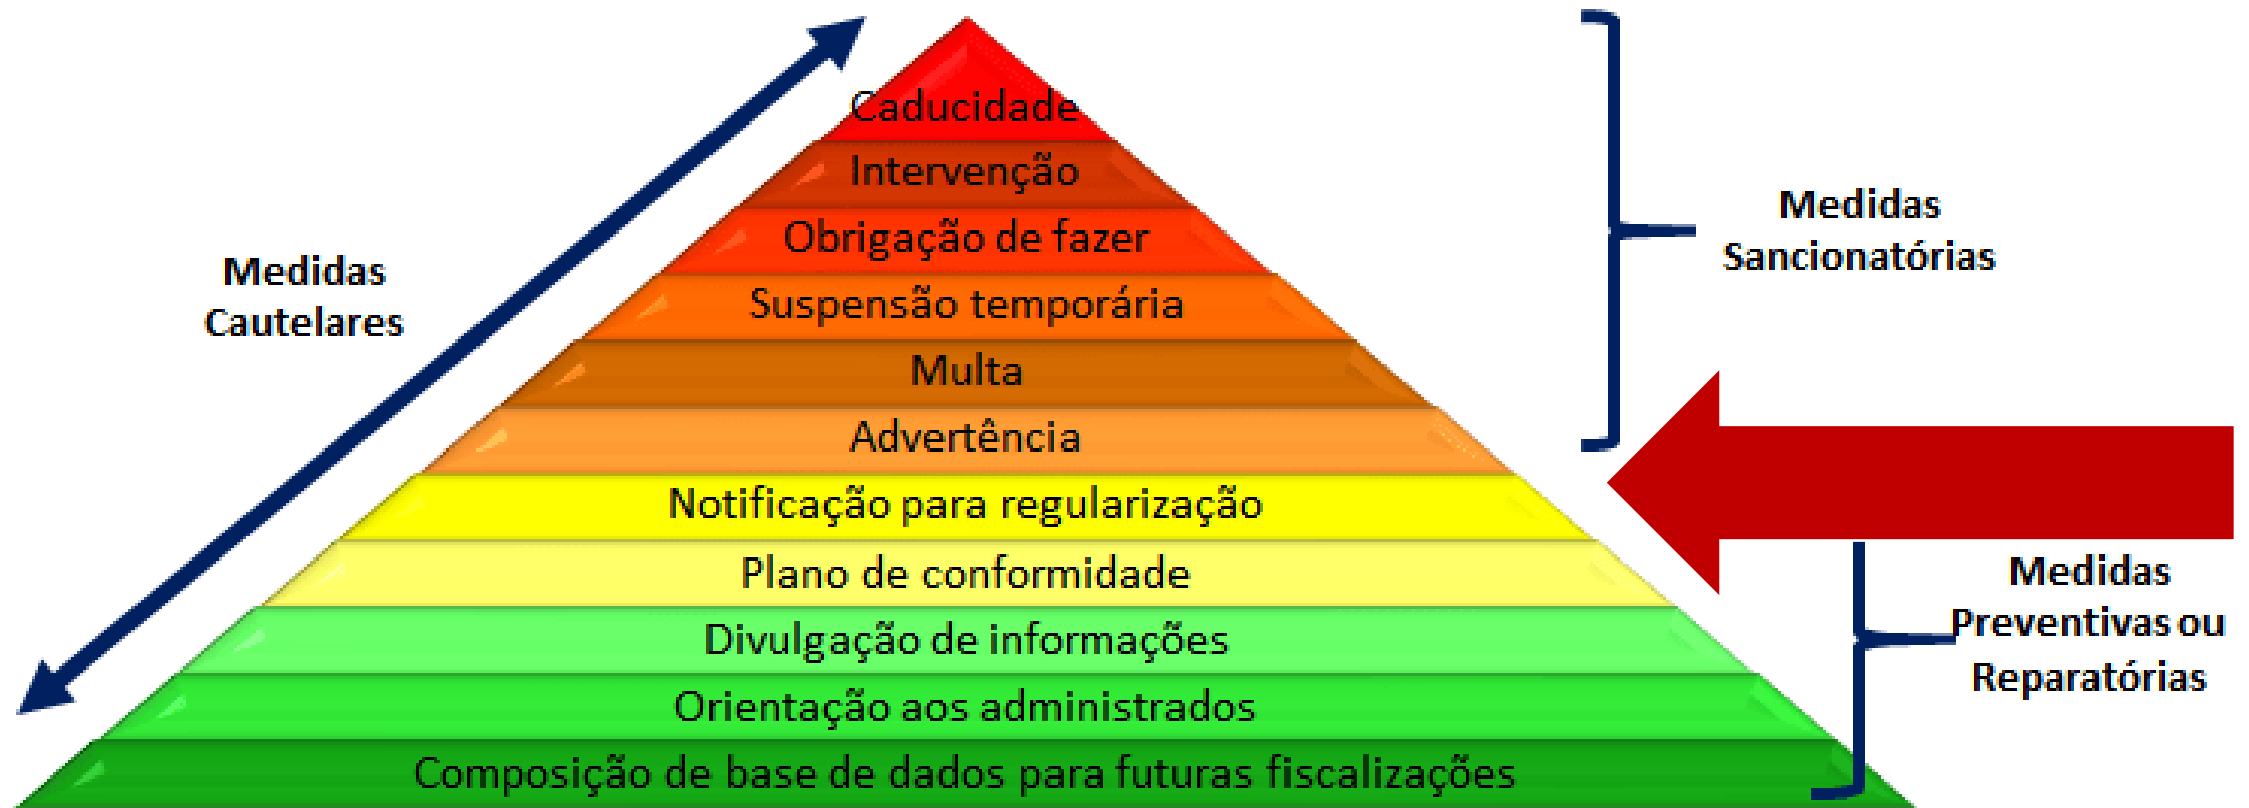 Caducidade
Intervenção
Obrigação de fazer
Suspensão temporária
Multa
Advertência
Notificação para regularização
Plano de conformidade
Divulgação de informações
Orientação aos administrados
Composição de base de dados para futuras fiscalizações
Medidas
Cautelares
Medidas
Sancionatórias
Medidas
Preventivas ou
Reparatórias